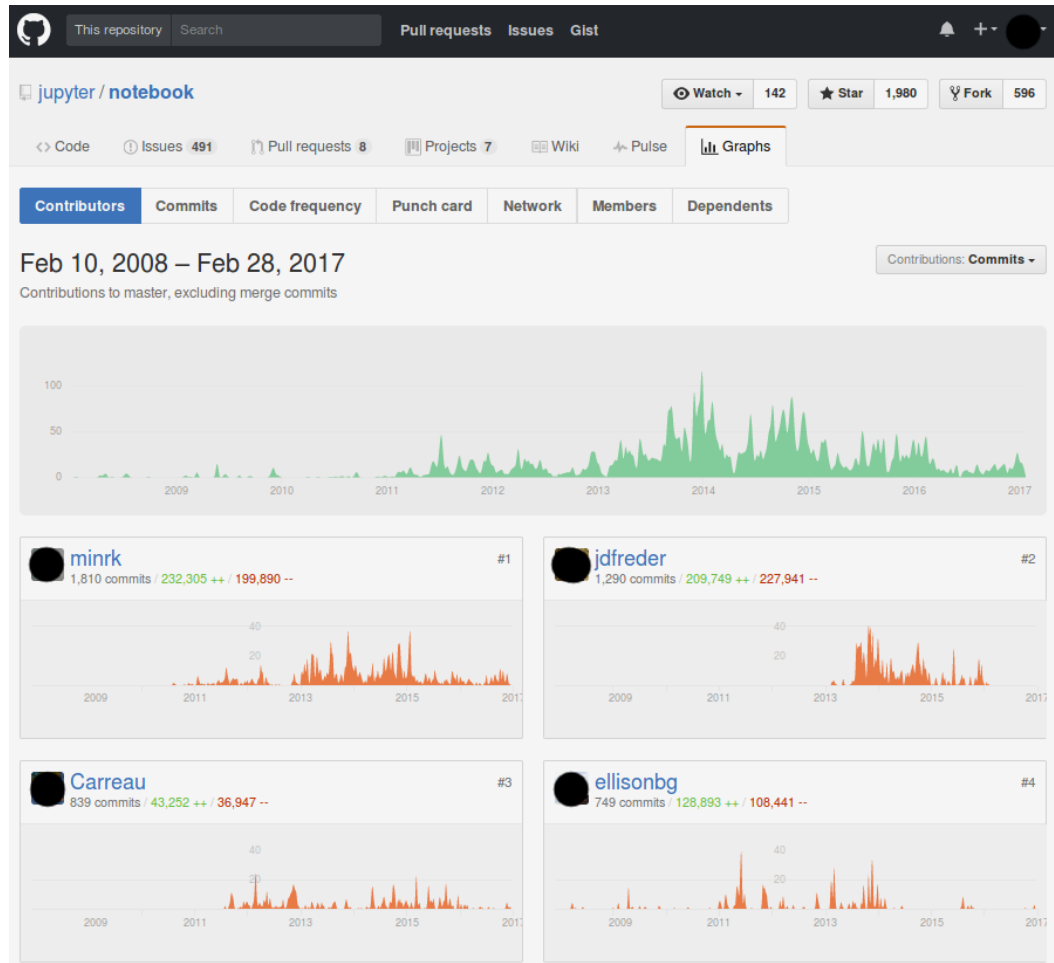 This repository Search Pull requests Issues Gist
jupyter / notebook Watch 142 Star 1,980 Fork 596
Code Issues 491 Pull requests 8 Projects 7 Wiki Pulse Graphs
Contributors Commits Code frequency Punch card Network Members Dependents
Feb 10, 2008 – Feb 28, 2017 Contributions: Commits
Contributions to master, excluding merge commits
100
50
0
2009 2010 2011 2012 2013 2014 2015 2016 2017
minrk #1
1,810 commits / 232,305 ++ / 199,890 --
40
20
2009 2011 2013 2015 2017
jdfreder #2
1,290 commits / 209,749 ++ / 227,941 --
40
20
2009 2011 2013 2015 2017
Carreau #3
839 commits / 43,252 ++ / 36,947 --
40
20
2009 2011 2013 2015 2017
ellisonbg #4
749 commits / 128,893 ++ / 108,441 --
40
20
2009 2011 2013 2015 2017